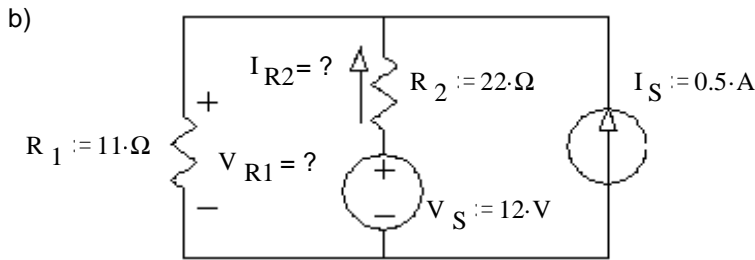 b)
I R2 = ?
R 2 := 22·Ω
I S := 0.5·A
+
R 1 := 11·Ω
V R1 = ?
+
−
−
V S := 12·V